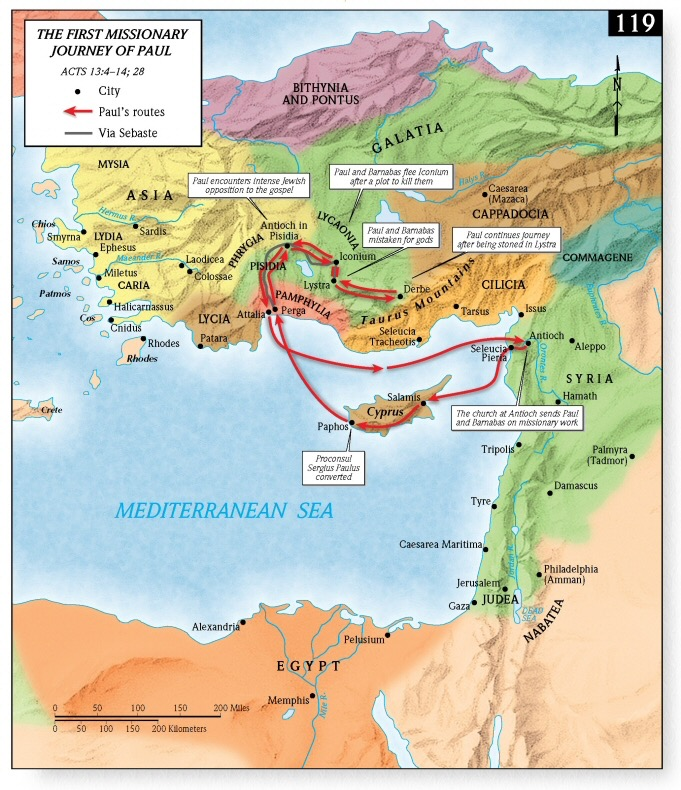 119
THE FIRST MISSIONARY
JOURNEY OF PAUL
ACTS 13:4–14; 28
City
Paul's routes
Via Sebaste
N
BITHYNIA
AND PONTUS
GALATIA
MYSIA
ASIA
Paul encounters intense Jewish
opposition to the gospel
Paul and Barnabas flee Iconium
after a plot to kill them
Halys R.
Caesarea
(Mazaca)
CAPPADOCIA
Hermus R.
Chios
Smyrna
LYDIA
Sardis
Ephesus
Antioch in
Pisidia
LYCAONIA
Paul and Barnabas
mistaken for gods
Paul continues journey
after being stoned in Lystra
PHRYGIA
Samos
Maeander R.
Laodicea
Colossae
Miletus
CARIA
PISIDIA
Iconium
Lystra
Derbe
COMMAGENE
Patmos
Halicarnassus
Cos
Cnidus
LYCIA
PAMPHYLIA
Attalia
Perga
Taurus Mountains
CILICIA
Tarsus
Issus
Euphrates R.
Rhodes
Rhodes
Patara
Seleucia
Tracheotis
Seleucia
Pieria
Antioch
Orontes R.
Aleppo
SYRIA
Hamath
Crete
Salamis
Cyprus
Paphos
The church at Antioch sends Paul
and Barnabas on missionary work
Proconsul
Sergius Paulus
converted
Tripolis
Palmyra
(Tadmor)
Damascus
MEDITERRANEAN SEA
Tyre
Caesarea Maritima
Jordan R.
Philadelphia
(Amman)
Jerusalem
Gaza
JUDEA
DEAD
SEA
NABATEA
Alexandria
Pelusium
EGYPT
Memphis
Nile R.
0 50 100 150 200 Miles
0 50 100 150 200 Kilometers